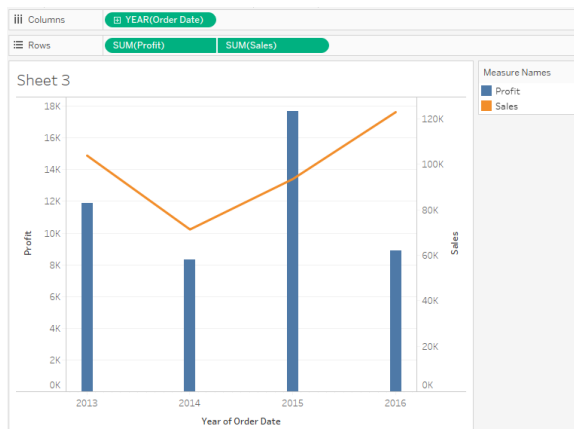 Columns
YEAR(Order Date)
Rows
SUM(Profit) SUM(Sales)
Sheet 3
Measure Names
Profit
Sales
18K
16K
14K
12K
10K
8K
6K
4K
2K
0K
Profit
120K
100K
80K
60K
40K
20K
0K
Sales
2013 2014 2015 2016
Year of Order Date